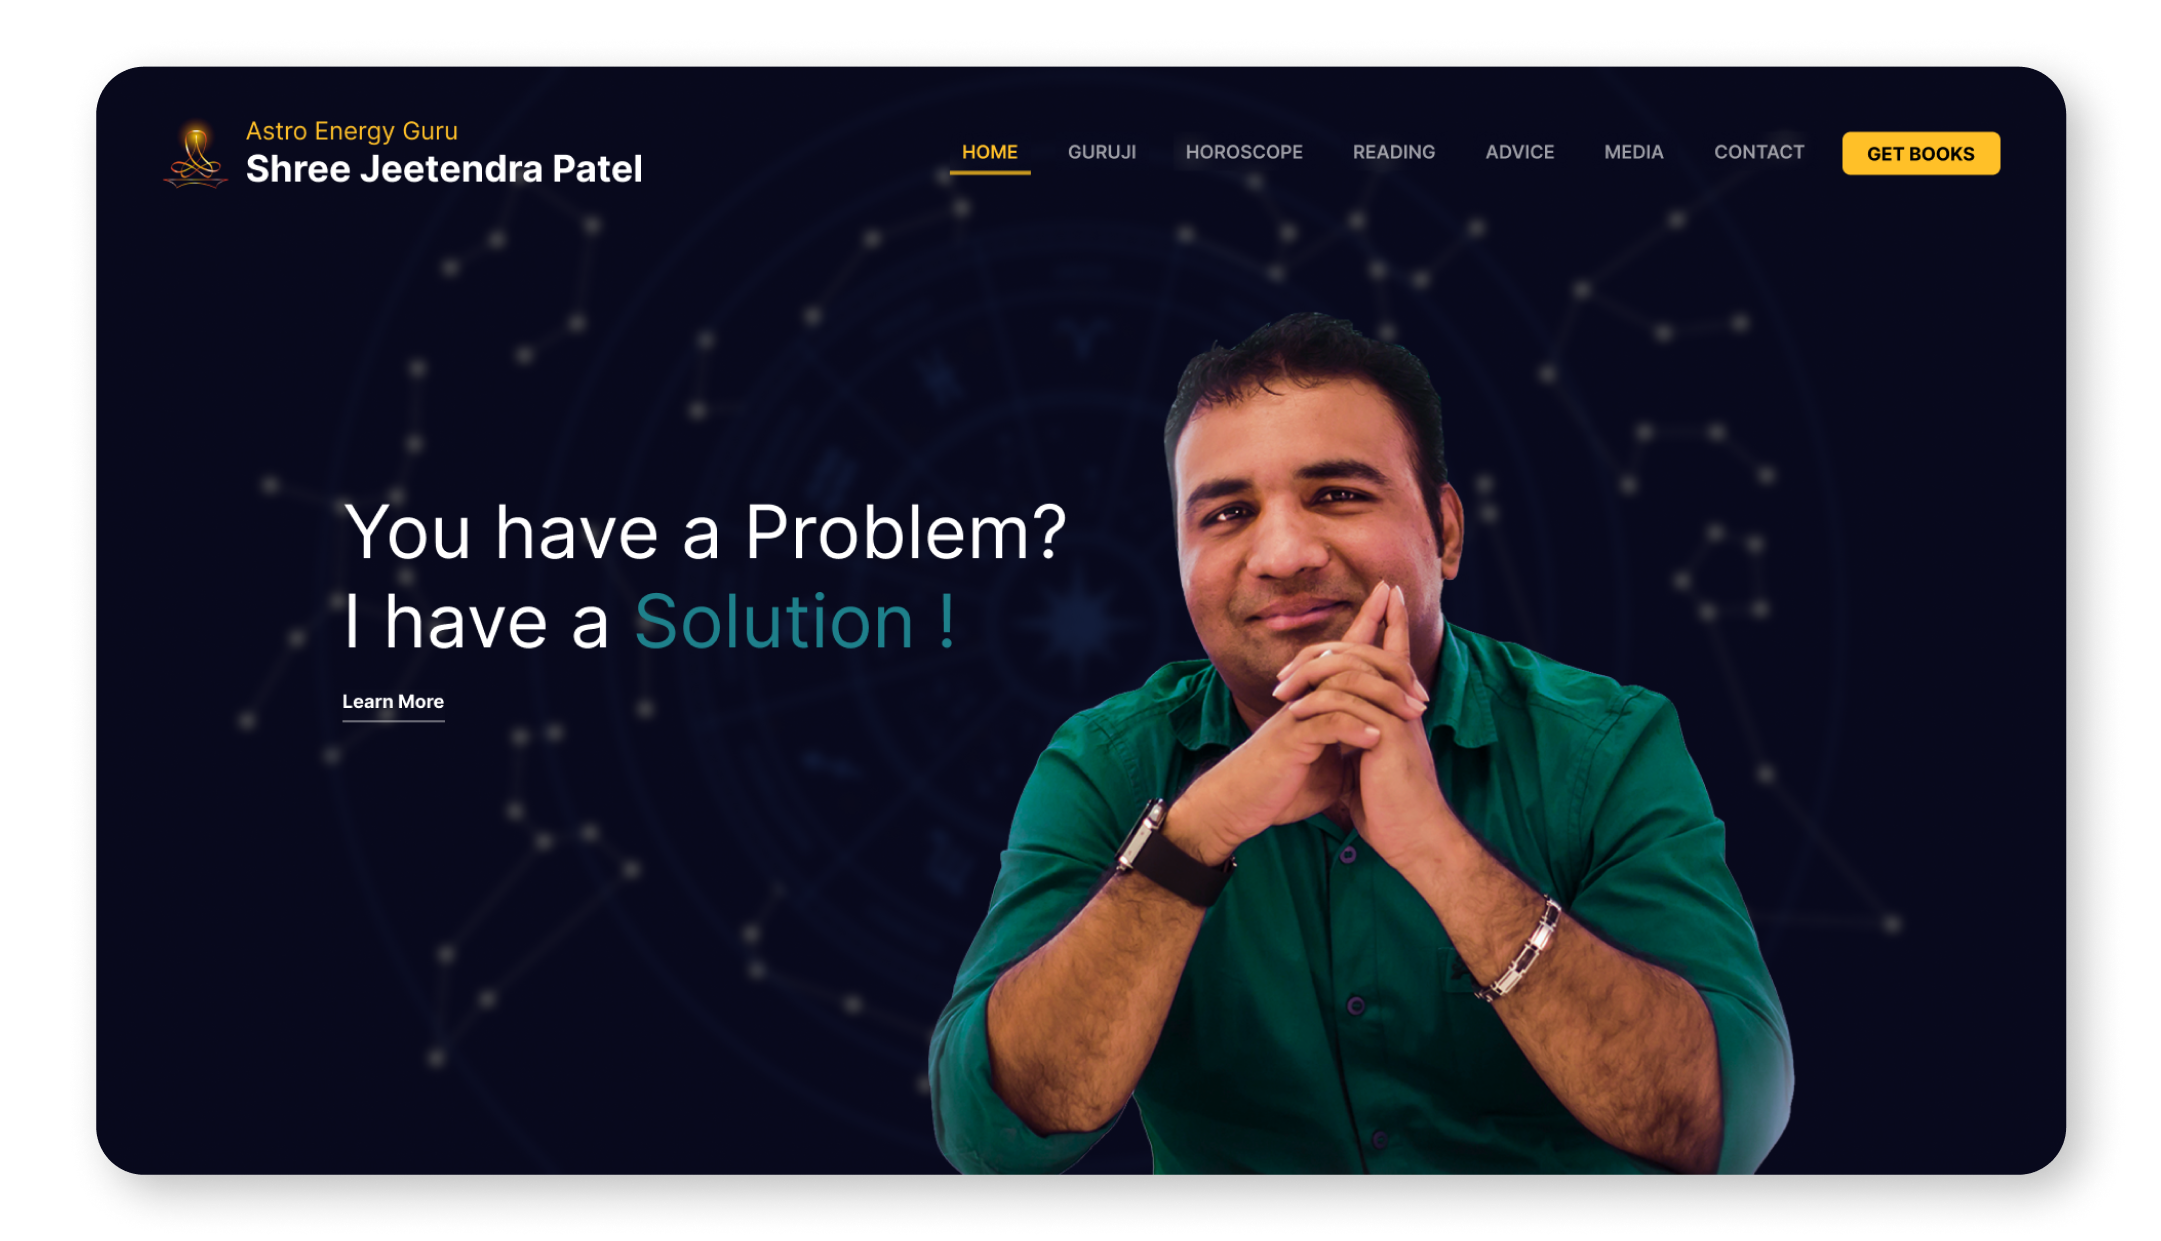 Astro Energy Guru
Shree Jeetendra Patel
HOME GURUJI HOROSCOPE READING ADVICE MEDIA CONTACT GET BOOKS
You have a Problem?
I have a Solution !
Learn More